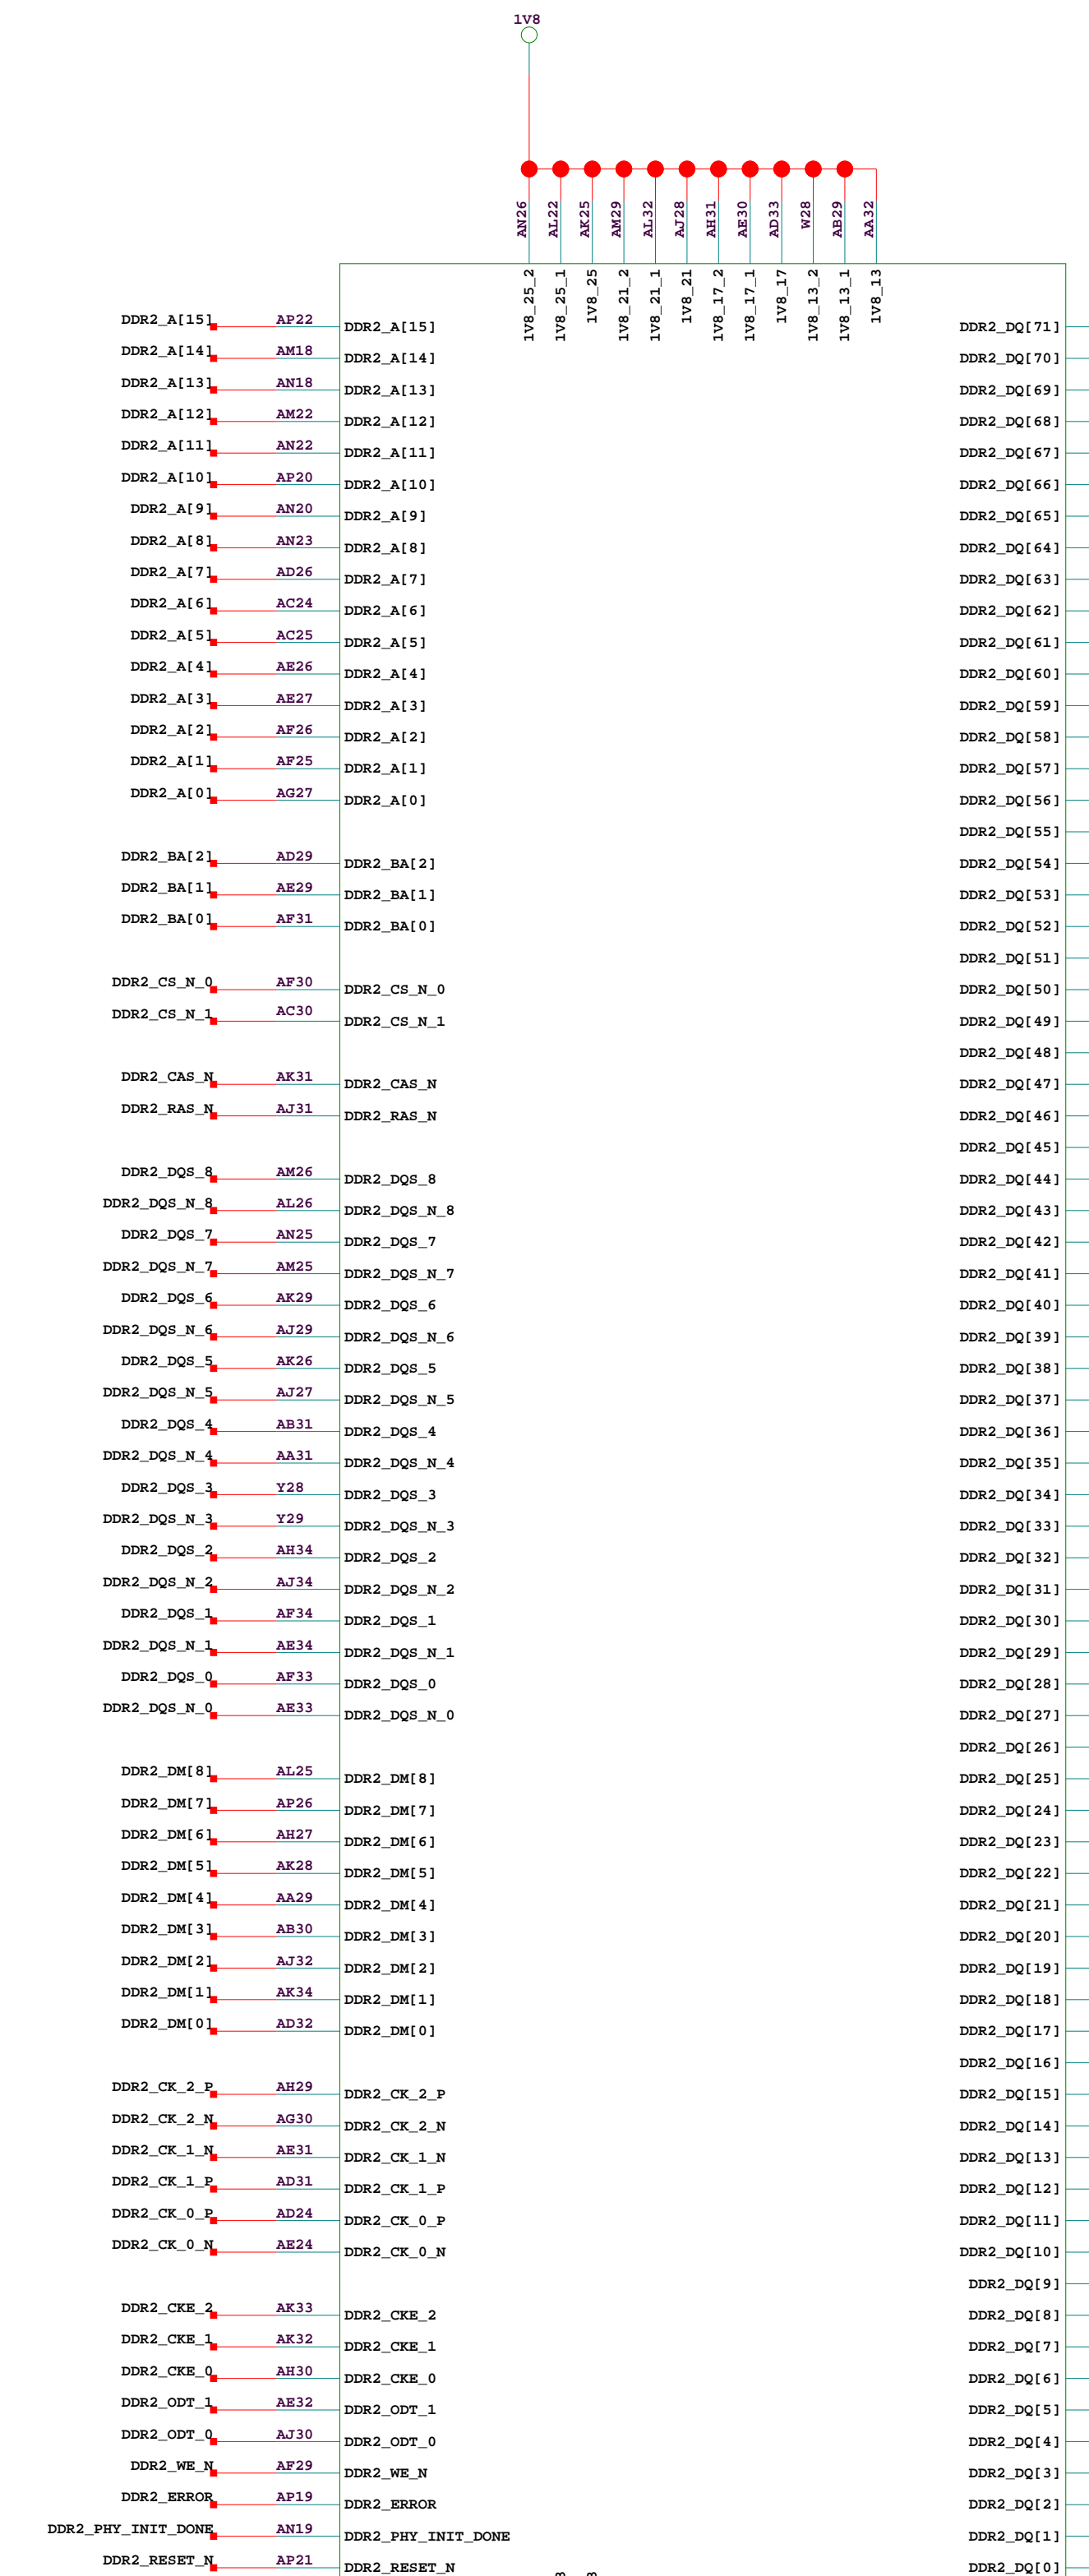 1V8
AN26 AL22 AK25 AM29 AL32 AJ28 AH31 AE30 AD33 W28 AB29 AA32
1V8_25_2 1V8_25_1 1V8_25 1V8_21_2 1V8_21_1 1V8_21 1V8_17_2 1V8_17_1 1V8_17 1V8_13_2 1V8_13_1 1V8_13
DDR2_A[15] AP22 DDR2_A[15] DDR2_DQ[71]
DDR2_A[14] AM18 DDR2_A[14] DDR2_DQ[70]
DDR2_A[13] AN18 DDR2_A[13] DDR2_DQ[69]
DDR2_A[12] AM22 DDR2_A[12] DDR2_DQ[68]
DDR2_A[11] AN22 DDR2_A[11] DDR2_DQ[67]
DDR2_A[10] AP20 DDR2_A[10] DDR2_DQ[66]
DDR2_A[9] AN20 DDR2_A[9] DDR2_DQ[65]
DDR2_A[8] AN23 DDR2_A[8] DDR2_DQ[64]
DDR2_A[7] AD26 DDR2_A[7] DDR2_DQ[63]
DDR2_A[6] AC24 DDR2_A[6] DDR2_DQ[62]
DDR2_A[5] AC25 DDR2_A[5] DDR2_DQ[61]
DDR2_A[4] AE26 DDR2_A[4] DDR2_DQ[60]
DDR2_A[3] AE27 DDR2_A[3] DDR2_DQ[59]
DDR2_A[2] AF26 DDR2_A[2] DDR2_DQ[58]
DDR2_A[1] AF25 DDR2_A[1] DDR2_DQ[57]
DDR2_A[0] AG27 DDR2_A[0] DDR2_DQ[56]
DDR2_DQ[55]
DDR2_BA[2] AD29 DDR2_BA[2] DDR2_DQ[54]
DDR2_BA[1] AE29 DDR2_BA[1] DDR2_DQ[53]
DDR2_BA[0] AF31 DDR2_BA[0] DDR2_DQ[52]
DDR2_DQ[51]
DDR2_CS_N_0 AF30 DDR2_CS_N_0 DDR2_DQ[50]
DDR2_CS_N_1 AC30 DDR2_CS_N_1 DDR2_DQ[49]
DDR2_DQ[48]
DDR2_CAS_N AK31 DDR2_CAS_N DDR2_DQ[47]
DDR2_RAS_N AJ31 DDR2_RAS_N DDR2_DQ[46]
DDR2_DQ[45]
DDR2_DQS_8 AM26 DDR2_DQS_8 DDR2_DQ[44]
DDR2_DQS_N_8 AL26 DDR2_DQS_N_8 DDR2_DQ[43]
DDR2_DQS_7 AN25 DDR2_DQS_7 DDR2_DQ[42]
DDR2_DQS_N_7 AM25 DDR2_DQS_N_7 DDR2_DQ[41]
DDR2_DQS_6 AK29 DDR2_DQS_6 DDR2_DQ[40]
DDR2_DQS_N_6 AJ29 DDR2_DQS_N_6 DDR2_DQ[39]
DDR2_DQS_5 AK26 DDR2_DQS_5 DDR2_DQ[38]
DDR2_DQS_N_5 AJ27 DDR2_DQS_N_5 DDR2_DQ[37]
DDR2_DQS_4 AB31 DDR2_DQS_4 DDR2_DQ[36]
DDR2_DQS_N_4 AA31 DDR2_DQS_N_4 DDR2_DQ[35]
DDR2_DQS_3 Y28 DDR2_DQS_3 DDR2_DQ[34]
DDR2_DQS_N_3 Y29 DDR2_DQS_N_3 DDR2_DQ[33]
DDR2_DQS_2 AH34 DDR2_DQS_2 DDR2_DQ[32]
DDR2_DQS_N_2 AJ34 DDR2_DQS_N_2 DDR2_DQ[31]
DDR2_DQS_1 AF34 DDR2_DQS_1 DDR2_DQ[30]
DDR2_DQS_N_1 AE34 DDR2_DQS_N_1 DDR2_DQ[29]
DDR2_DQS_0 AF33 DDR2_DQS_0 DDR2_DQ[28]
DDR2_DQS_N_0 AE33 DDR2_DQS_N_0 DDR2_DQ[27]
DDR2_DQ[26]
DDR2_DM[8] AL25 DDR2_DM[8] DDR2_DQ[25]
DDR2_DM[7] AP26 DDR2_DM[7] DDR2_DQ[24]
DDR2_DM[6] AH27 DDR2_DM[6] DDR2_DQ[23]
DDR2_DM[5] AK28 DDR2_DM[5] DDR2_DQ[22]
DDR2_DM[4] AA29 DDR2_DM[4] DDR2_DQ[21]
DDR2_DM[3] AB30 DDR2_DM[3] DDR2_DQ[20]
DDR2_DM[2] AJ32 DDR2_DM[2] DDR2_DQ[19]
DDR2_DM[1] AK34 DDR2_DM[1] DDR2_DQ[18]
DDR2_DM[0] AD32 DDR2_DM[0] DDR2_DQ[17]
DDR2_DQ[16]
DDR2_CK_2_P AH29 DDR2_CK_2_P DDR2_DQ[15]
DDR2_CK_2_N AG30 DDR2_CK_2_N DDR2_DQ[14]
DDR2_CK_1_N AE31 DDR2_CK_1_N DDR2_DQ[13]
DDR2_CK_1_P AD31 DDR2_CK_1_P DDR2_DQ[12]
DDR2_CK_0_P AD24 DDR2_CK_0_P DDR2_DQ[11]
DDR2_CK_0_N AE24 DDR2_CK_0_N DDR2_DQ[10]
DDR2_DQ[9]
DDR2_CKE_2 AK33 DDR2_CKE_2 DDR2_DQ[8]
DDR2_CKE_1 AK32 DDR2_CKE_1 DDR2_DQ[7]
DDR2_CKE_0 AH30 DDR2_CKE_0 DDR2_DQ[6]
DDR2_ODT_1 AE32 DDR2_ODT_1 DDR2_DQ[5]
DDR2_ODT_0 AJ30 DDR2_ODT_0 DDR2_DQ[4]
DDR2_WE_N AF29 DDR2_WE_N DDR2_DQ[3]
DDR2_ERROR AP19 DDR2_ERROR DDR2_DQ[2]
DDR2_PHY_INIT_DONE AN19 DDR2_PHY_INIT_DONE DDR2_DQ[1]
DDR2_RESET_N AP21 DDR2_RESET_N DDR2_DQ[0]